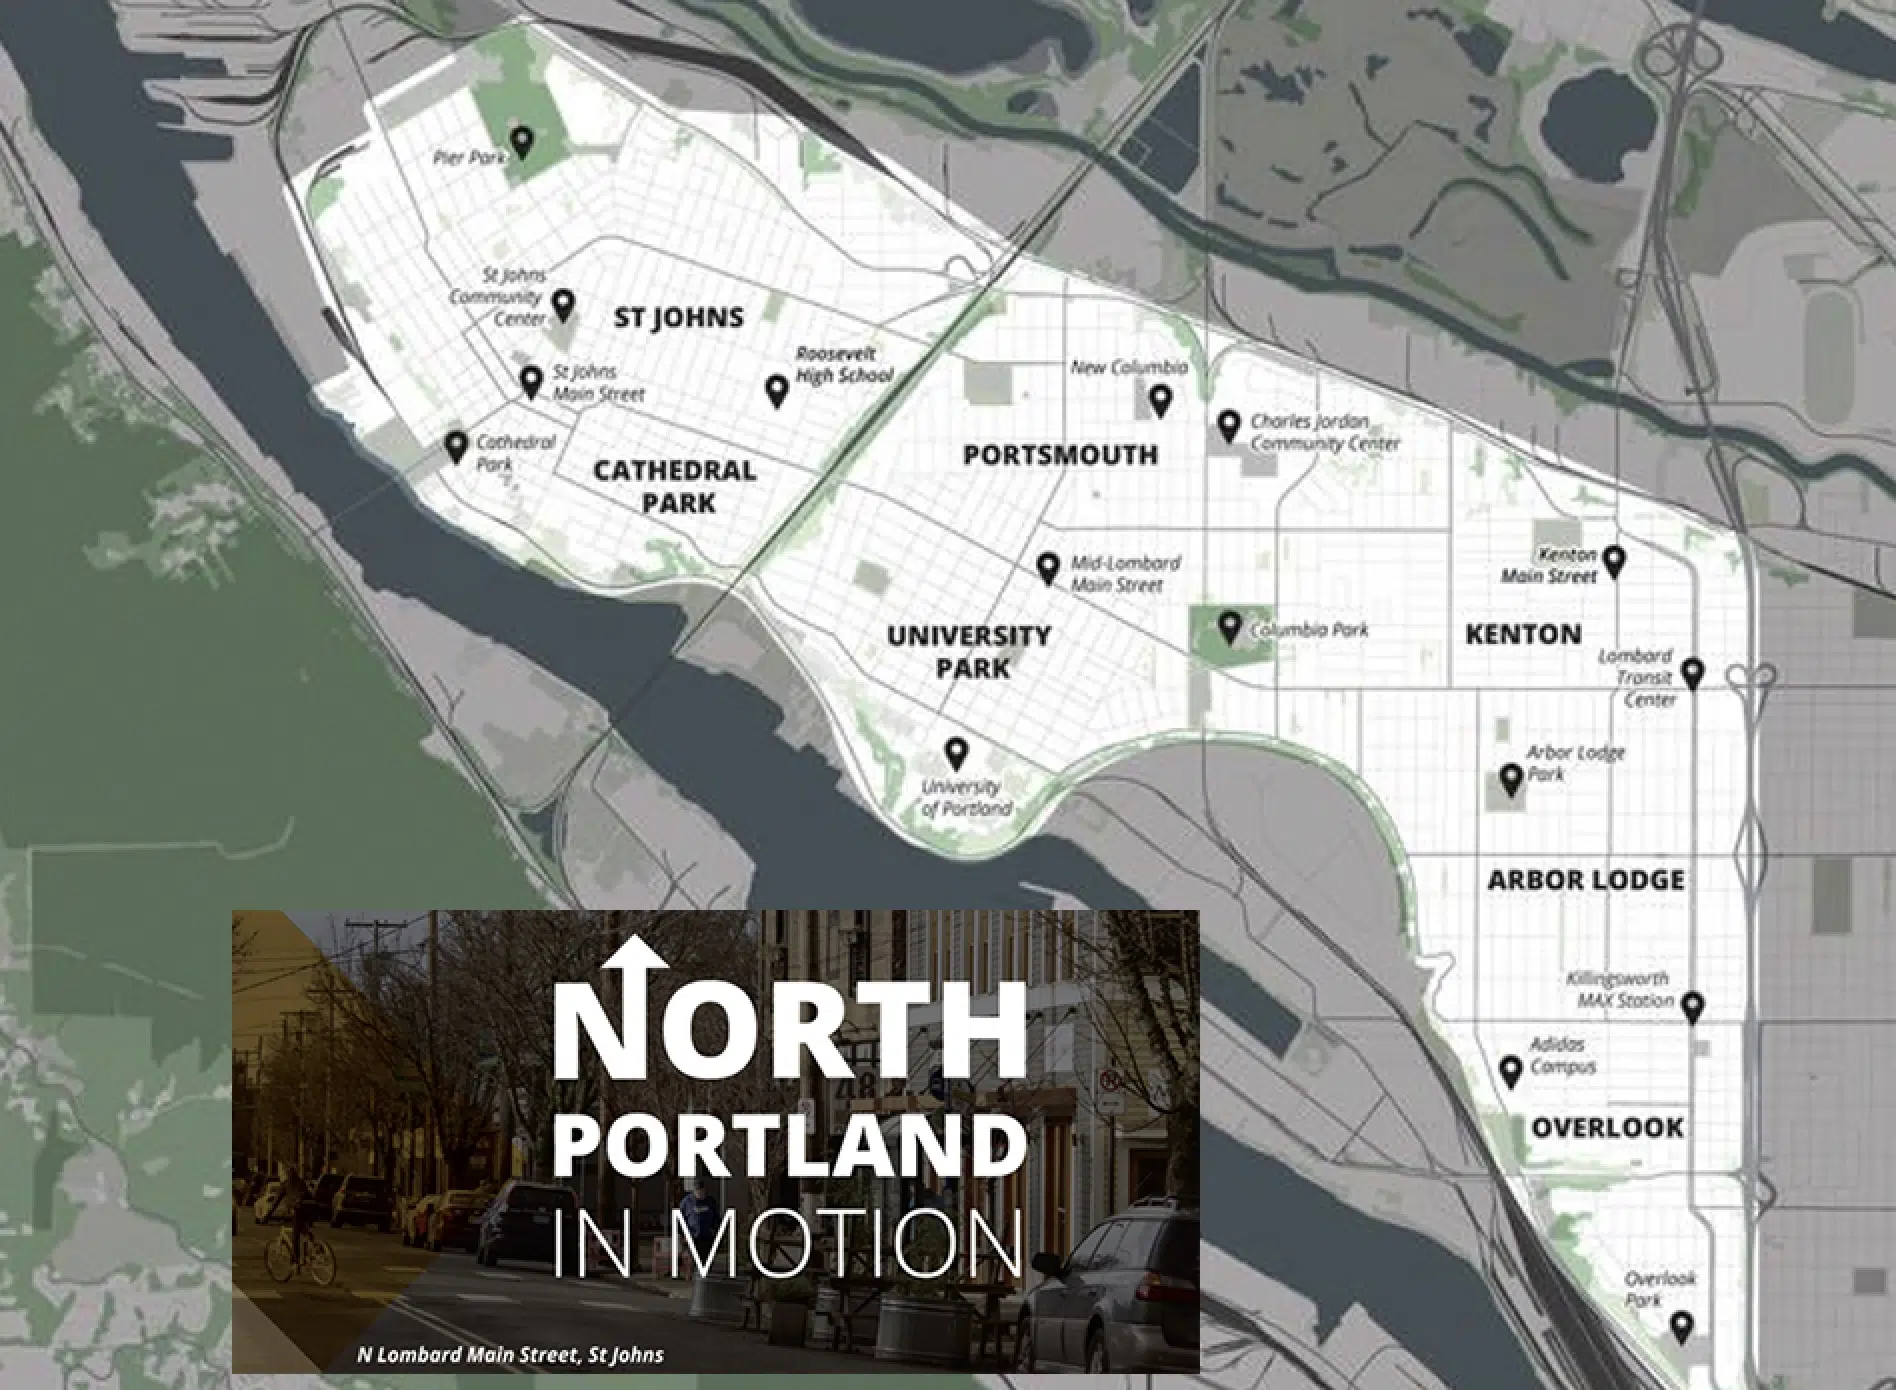 Pier Park
St Johns
Community
Center
ST JOHNS
Roosevelt
High School
St Johns
Main Street
New Columbia
Charles Jordan
Community Center
Cathedral
Park
PORTSMOUTH
CATHEDRAL
PARK
Mid-Lombard
Main Street
Kenton
Main Street
UNIVERSITY
PARK
Columbia Park
KENTON
Lombard
Transit
Center
Arbor Lodge
Park
University
of Portland
ARBOR LODGE
Killingsworth
MAX Station
Adidas
Campus
OVERLOOK
Overlook
Park
NORTH
PORTLAND
IN MOTION
N Lombard Main Street, St Johns